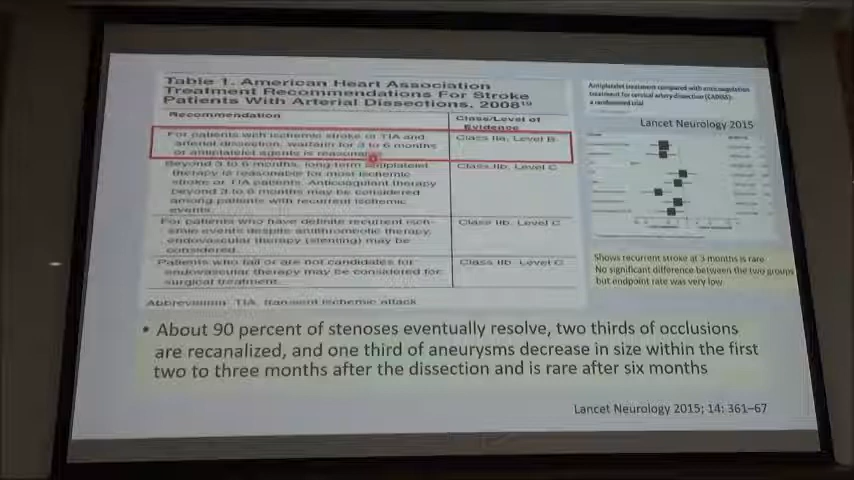 Table 1. American Heart Association
Treatment Recommendations For Stroke
Patients With Arterial Dissections, 2008¹⁹
Recommendation
Class/Level of
Evidence
For patients with ischemic stroke or TIA and
arterial dissection, warfarin for 3 to 6 months
or antiplatelet agents is reasonable
Class IIa, Level B
Beyond 3 to 6 months, long-term antiplatelet
therapy is reasonable for most ischemic
stroke or TIA patients. Anticoagulant therapy
beyond 3 to 6 months may be considered
among patients with recurrent ischemic
events.
Class IIb, Level C
For patients who have definite recurrent isch-
emic events despite antithrombotic therapy,
endovascular therapy (stenting) may be
considered.
Class IIb, Level C
Patients who fail or are not candidates for
endovascular therapy may be considered for
surgical treatment.
Class IIb, Level C
Abbreviation: TIA, transient ischemic attack.
Antiplatelet treatment compared with anticoagulation
treatment for cervical artery dissection (CADISS):
a randomised trial
Lancet Neurology 2015
Shows recurrent stroke at 3 months is rare
No significant difference between the two groups
but endpoint rate was very low
• About 90 percent of stenoses eventually resolve, two thirds of occlusions
are recanalized, and one third of aneurysms decrease in size within the first
two to three months after the dissection and is rare after six months
Lancet Neurology 2015; 14: 361–67